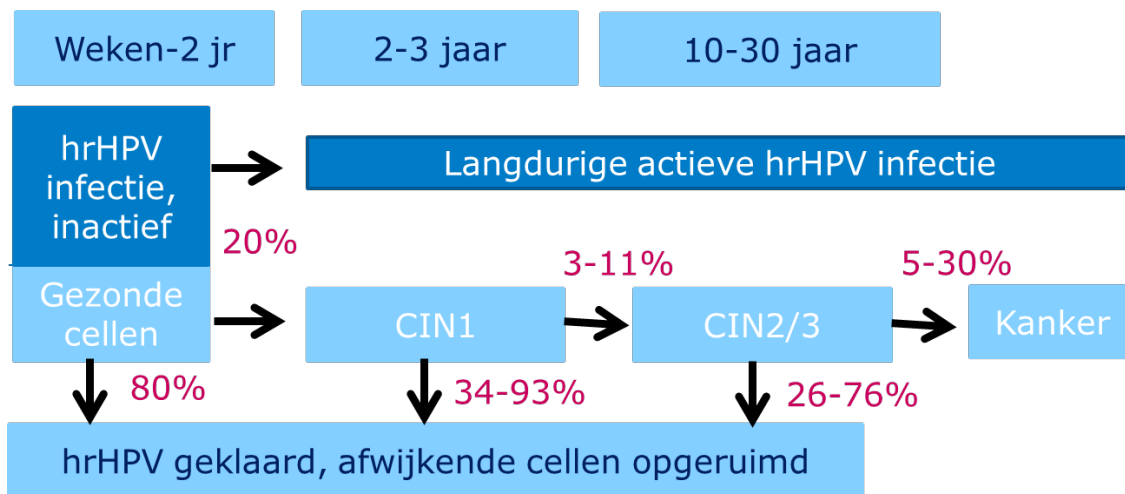 Weken-2 jr
2-3 jaar
10-30 jaar
hrHPV
infectie,
inactief
Langdurige actieve hrHPV infectie
20%
3-11%
5-30%
Gezonde
cellen
CIN1
CIN2/3
Kanker
80%
34-93%
26-76%
hrHPV geklaard, afwijkende cellen opgeruimd